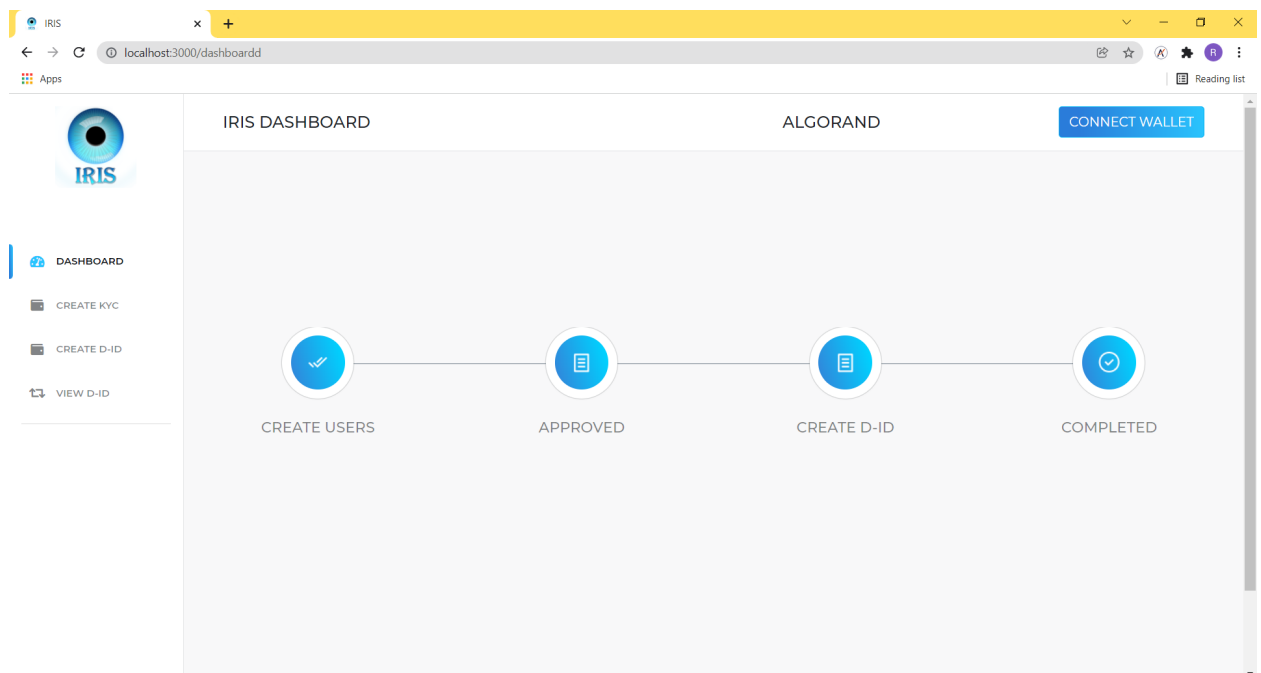 IRIS
localhost:3000/dashboardd
R
Apps
Reading list
IRIS
IRIS DASHBOARD
ALGORAND
CONNECT WALLET
DASHBOARD
CREATE KYC
CREATE D-ID
VIEW D-ID
CREATE USERS
APPROVED
CREATE D-ID
COMPLETED